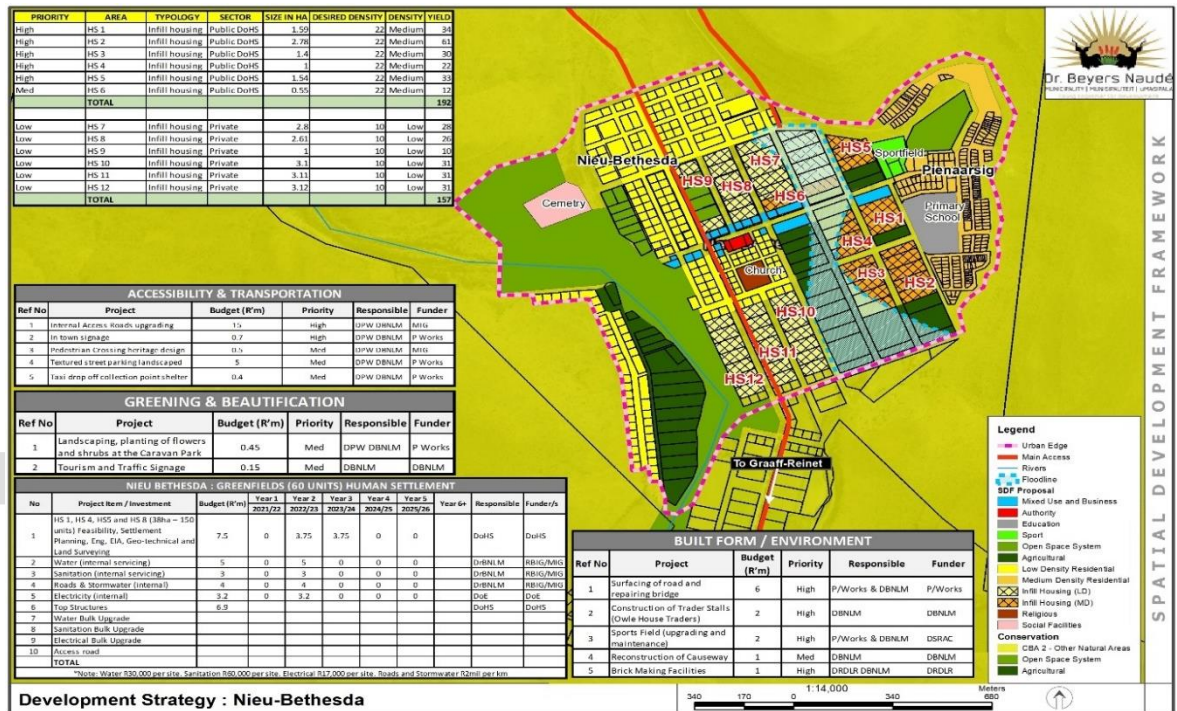 PRIORITY AREA TYPOLOGY SECTOR SIZE IN HA DESIRED DENSITY DENSITY YIELD
High HS 1 Infill housing Public DoHS 1.59 22 Medium 34
High HS 2 Infill housing Public DoHS 2.78 22 Medium 61
High HS 3 Infill housing Public DoHS 1.4 22 Medium 30
High HS 4 Infill housing Public DoHS 1 22 Medium 22
High HS 5 Infill housing Public DoHS 1.54 22 Medium 33
Med HS 6 Infill housing Public DoHS 0.55 22 Medium 12
TOTAL 192
Low HS 7 Infill housing Private 2.8 10 Low 28
Low HS 8 Infill housing Private 2.61 10 Low 26
Low HS 9 Infill housing Private 1 10 Low 10
Low HS 10 Infill housing Private 3.1 10 Low 31
Low HS 11 Infill housing Private 3.11 10 Low 31
Low HS 12 Infill housing Private 3.12 10 Low 31
TOTAL 157
Dr. Beyers Naudé
MUNICIPALITY | MUNISIPALITEIT | UMASIPALA
SPATIAL DEVELOPMENT FRAMEWORK
Nieu-Bethesda
HS7
HS5
Sportfield
Pienaarsig
HS9
HS8
HS6
Cemetry
HS1
Primary
School
HS4
Church
HS3
HS2
HS10
HS11
HS12
To Graaff-Reinet
ACCESSIBILITY & TRANSPORTATION
Ref No Project Budget (R'm) Priority Responsible Funder
1 Internal Access Roads upgrading 15 High DPW DBNLM MIG
2 In town signage 0.7 High DPW DBNLM P Works
3 Pedestrian Crossing heritage design 0.5 Med DPW DBNLM MIG
4 Textured street parking landscaped 5 Med DPW DBNLM P Works
5 Taxi drop off collection point shelter 0.4 Med DPW DBNLM P Works
GREENING & BEAUTIFICATION
Ref No Project Budget (R'm) Priority Responsible Funder
1 Landscaping, planting of flowers and shrubs at the Caravan Park 0.45 Med DPW DBNLM P Works
2 Tourism and Traffic Signage 0.15 Med DBNLM DBNLM
NIEU BETHESDA : GREENFIELDS (60 UNITS) HUMAN SETTLEMENT
No Project Item / Investment Budget (R'm) Year 1 2021/22 Year 2 2022/23 Year 3 2023/24 Year 4 2024/25 Year 5 2025/26 Year 6+ Responsible Funder/s
1 HS 1, HS 4, HS5 and HS 8 (38ha – 150 units) Feasibility, Settlement Planning, Eng, EIA, Geo-technical and Land Surveying 7.5 0 3.75 3.75 0 0 DoHS DoHS
2 Water (internal servicing) 5 0 5 0 0 0 DrBNLM RBIG/MIG
3 Sanitation (internal servicing) 3 0 3 0 0 0 DrBNLM RBIG/MIG
4 Roads & Stormwater (internal) 4 0 4 0 0 0 DrBNLM RBIG/MIG
5 Electricity (internal) 3.2 0 3.2 0 0 0 DoE DoE
6 Top Structures 6.9 DoHS DoHS
7 Water Bulk Upgrade
8 Sanitation Bulk Upgrade
9 Electrical Bulk Upgrade
10 Access road
TOTAL
*Note: Water R30,000 per site. Sanitation R60,000 per site. Electrical R17,000 per site. Roads and Stormwater R2mil per km
BUILT FORM / ENVIRONMENT
Ref No Project Budget (R'm) Priority Responsible Funder
1 Surfacing of road and repairing bridge 6 High P/Works & DBNLM P/Works
2 Construction of Trader Stalls (Owle House Traders) 2 High DBNLM DBNLM
3 Sports Field (upgrading and maintenance) 2 High P/Works & DBNLM DSRAC
4 Reconstruction of Causeway 1 Med DBNLM DBNLM
5 Brick Making Facilities 1 High DRDLR DBNLM DRDLR
Legend
Urban Edge
Main Access
Rivers
Floodline
SDF Proposal
Mixed Use and Business
Authority
Education
Sport
Open Space System
Agricultural
Low Density Residential
Medium Density Residential
Infill Housing (LD)
Infill Housing (MD)
Religious
Social Facilities
Conservation
CBA 2 - Other Natural Areas
Open Space System
Agricultural
Development Strategy : Nieu-Bethesda
1:14,000
Meters
340 170 0 340 680